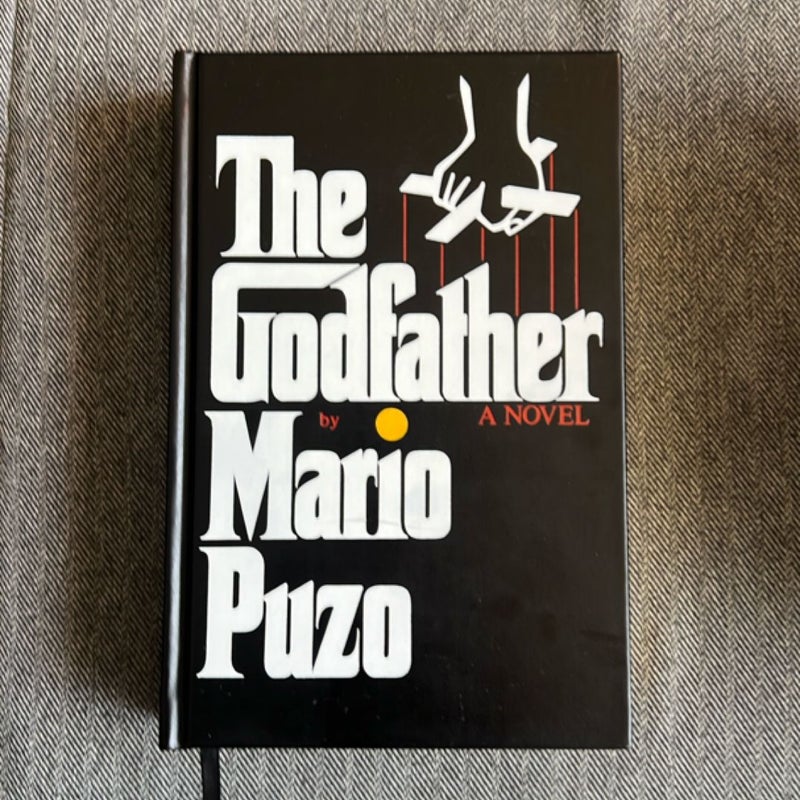 The
Godfather
by A NOVEL
Mario
Puzo